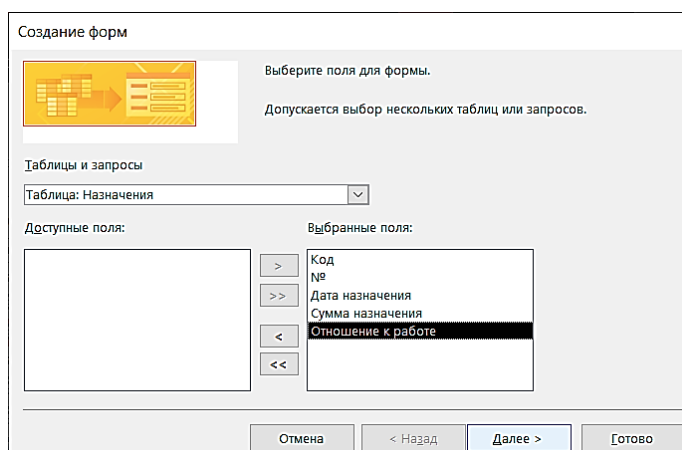 Создание форм
Выберите поля для формы.
Допускается выбор нескольких таблиц или запросов.
Таблицы и запросы
Таблица: Назначения
Доступные поля:
Выбранные поля:
>
>>
<
<<
Код
№
Дата назначения
Сумма назначения
Отношение к работе
Отмена
< Назад
Далее >
Готово